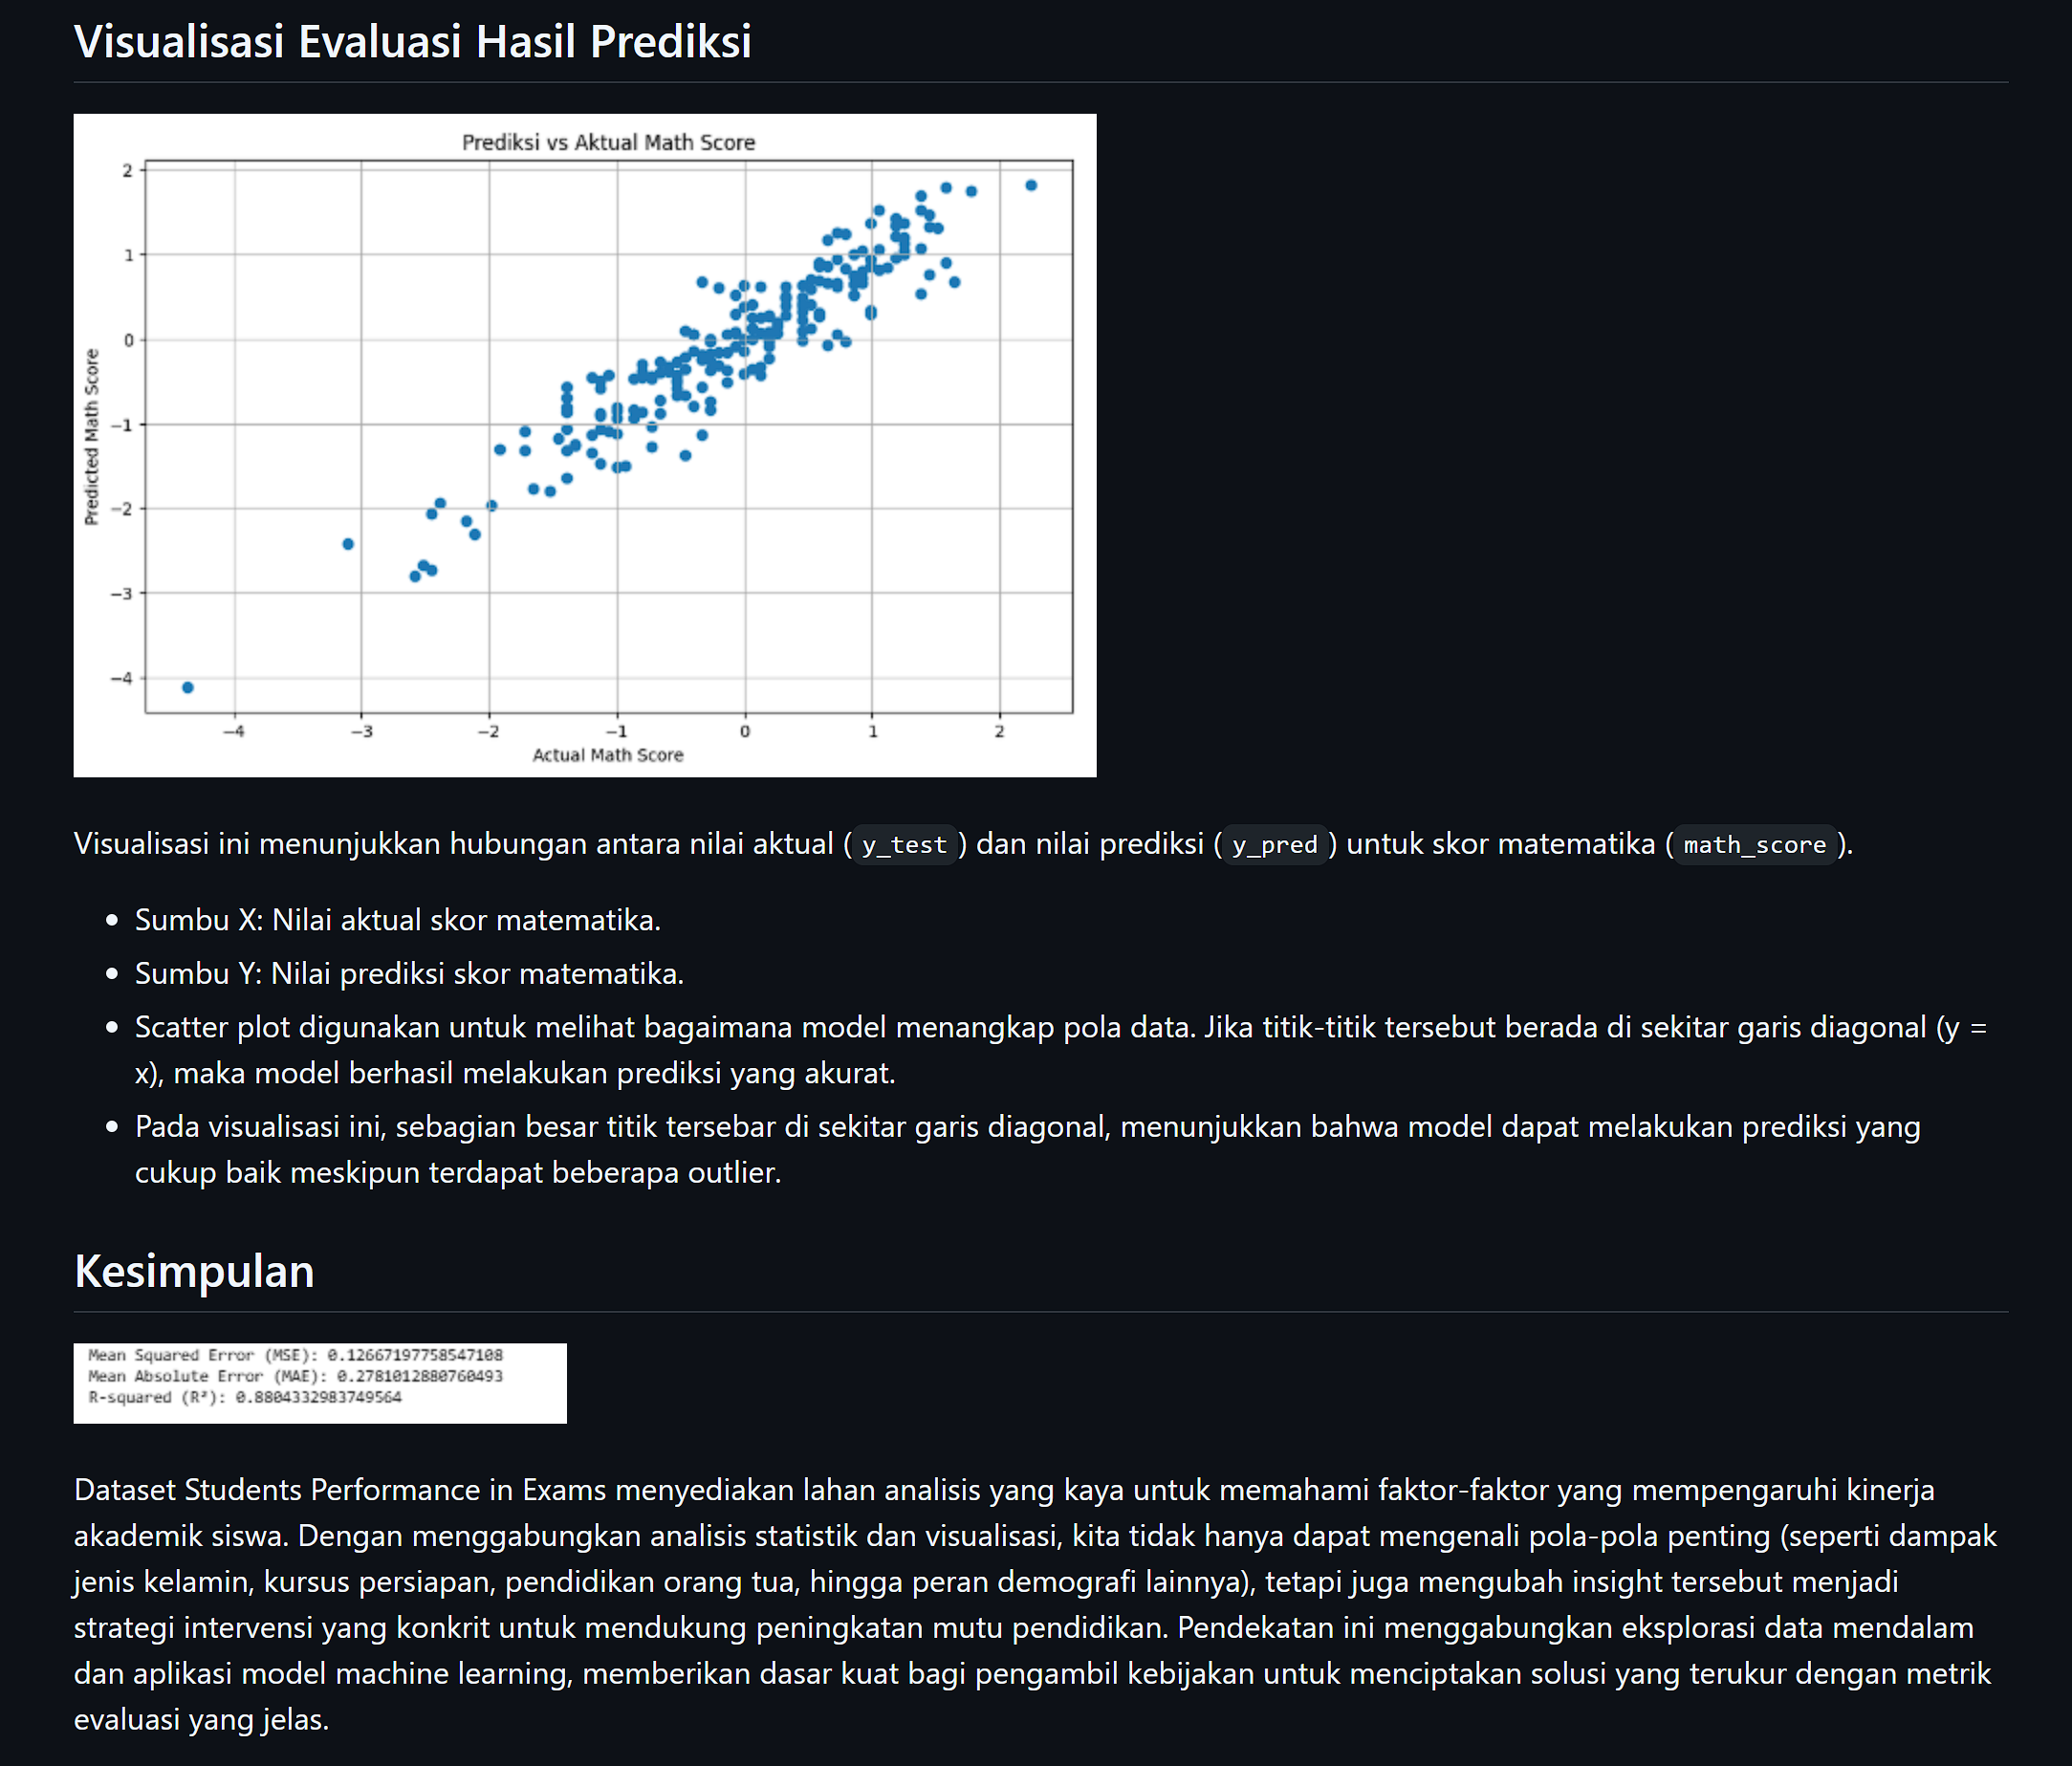 Visualisasi Evaluasi Hasil Prediksi
Prediksi vs Aktual Math Score
2
1
0
−1
−2
−3
−4
Predicted Math Score
−4 −3 −2 −1 0 1 2
Actual Math Score
Visualisasi ini menunjukkan hubungan antara nilai aktual ( y_test ) dan nilai prediksi ( y_pred ) untuk skor matematika ( math_score ).
• Sumbu X: Nilai aktual skor matematika.
• Sumbu Y: Nilai prediksi skor matematika.
• Scatter plot digunakan untuk melihat bagaimana model menangkap pola data. Jika titik-titik tersebut berada di sekitar garis diagonal (y =
x), maka model berhasil melakukan prediksi yang akurat.
• Pada visualisasi ini, sebagian besar titik tersebar di sekitar garis diagonal, menunjukkan bahwa model dapat melakukan prediksi yang
cukup baik meskipun terdapat beberapa outlier.
Kesimpulan
Mean Squared Error (MSE): 0.12667197758547108
Mean Absolute Error (MAE): 0.2781012880760493
R-squared (R²): 0.8804332983749564
Dataset Students Performance in Exams menyediakan lahan analisis yang kaya untuk memahami faktor-faktor yang mempengaruhi kinerja
akademik siswa. Dengan menggabungkan analisis statistik dan visualisasi, kita tidak hanya dapat mengenali pola-pola penting (seperti dampak
jenis kelamin, kursus persiapan, pendidikan orang tua, hingga peran demografi lainnya), tetapi juga mengubah insight tersebut menjadi
strategi intervensi yang konkrit untuk mendukung peningkatan mutu pendidikan. Pendekatan ini menggabungkan eksplorasi data mendalam
dan aplikasi model machine learning, memberikan dasar kuat bagi pengambil kebijakan untuk menciptakan solusi yang terukur dengan metrik
evaluasi yang jelas.